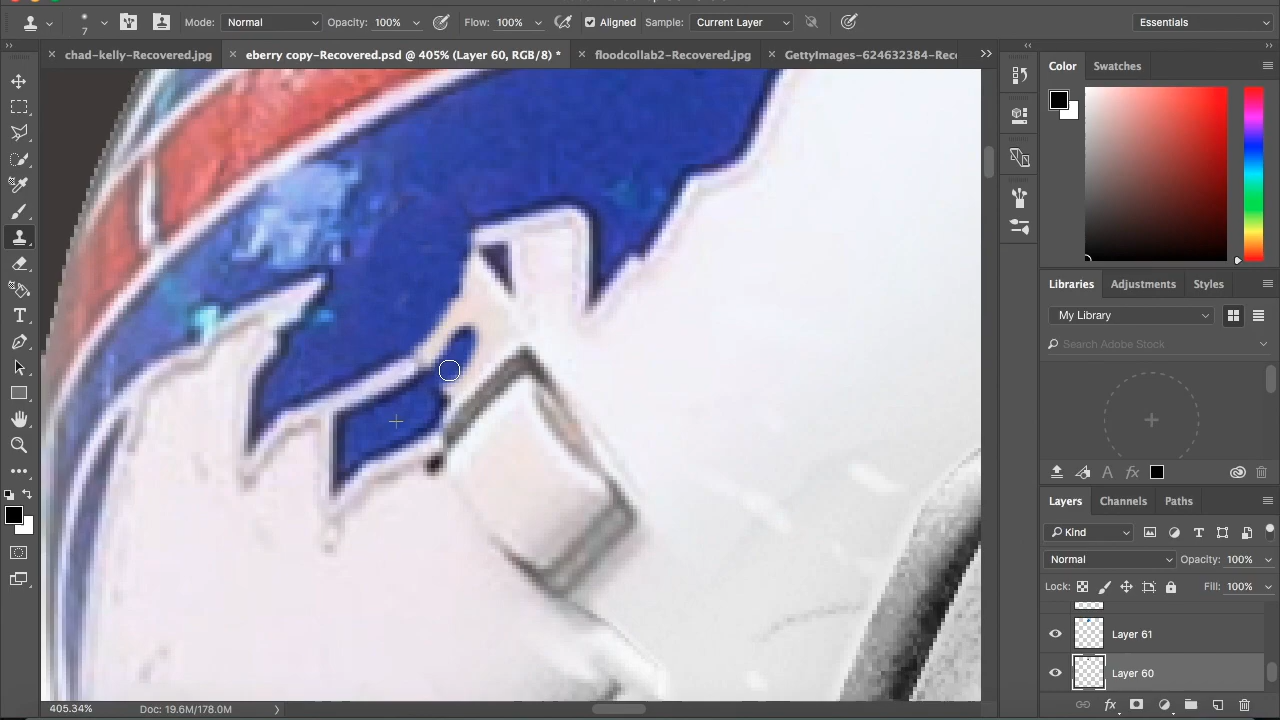 7 Mode: Normal Opacity: 100% Flow: 100% Aligned Sample: Current Layer Essentials
chad-kelly-Recovered.jpg eberry copy-Recovered.psd @ 405% (Layer 60, RGB/8) * floodcollab2-Recovered.jpg GettyImages-624632384-Reco
Color Swatches
Libraries Adjustments Styles
My Library
Search Adobe Stock
Layers Channels Paths
Kind
Normal Opacity: 100%
Lock: Fill: 100%
Layer 61
Layer 60
405.34% Doc: 19.6M/178.0M